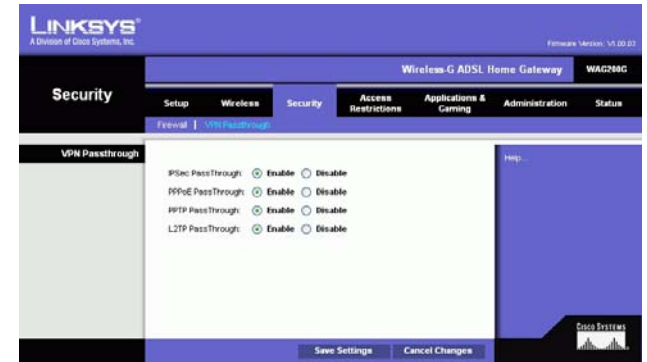 LINKSYS®
A Division of Cisco Systems, Inc.
Firmware Version: V1.00.03
Wireless-G ADSL Home Gateway WAG200G
Security
Setup Wireless Security Access Restrictions Applications & Gaming Administration Status
Firewall | VPN Passthrough
VPN Passthrough
IPSec PassThrough: Enable Disable
PPPoE PassThrough: Enable Disable
PPTP PassThrough: Enable Disable
L2TP PassThrough: Enable Disable
Help...
Save Settings Cancel Changes
CISCO SYSTEMS